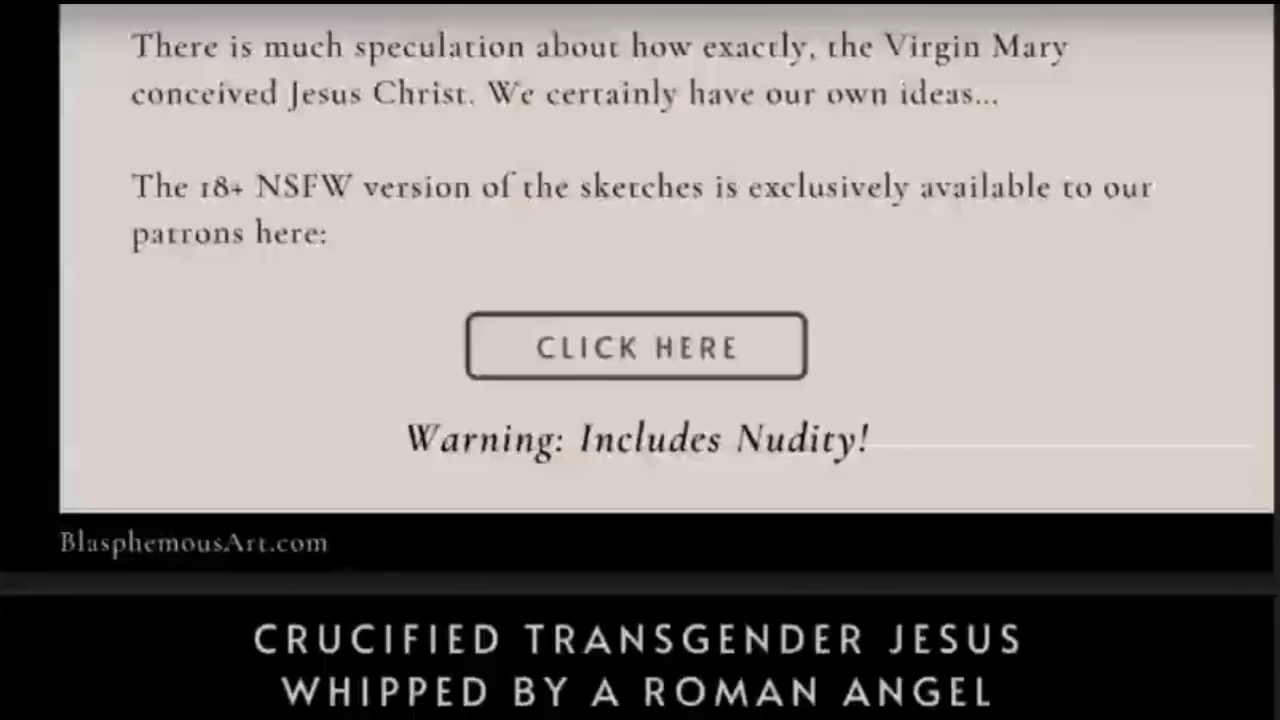 There is much speculation about how exactly, the Virgin Mary
conceived Jesus Christ. We certainly have our own ideas...
The 18+ NSFW version of the sketches is exclusively available to our
patrons here:
CLICK HERE
Warning: Includes Nudity!
BlasphemousArt.com
CRUCIFIED TRANSGENDER JESUS
WHIPPED BY A ROMAN ANGEL